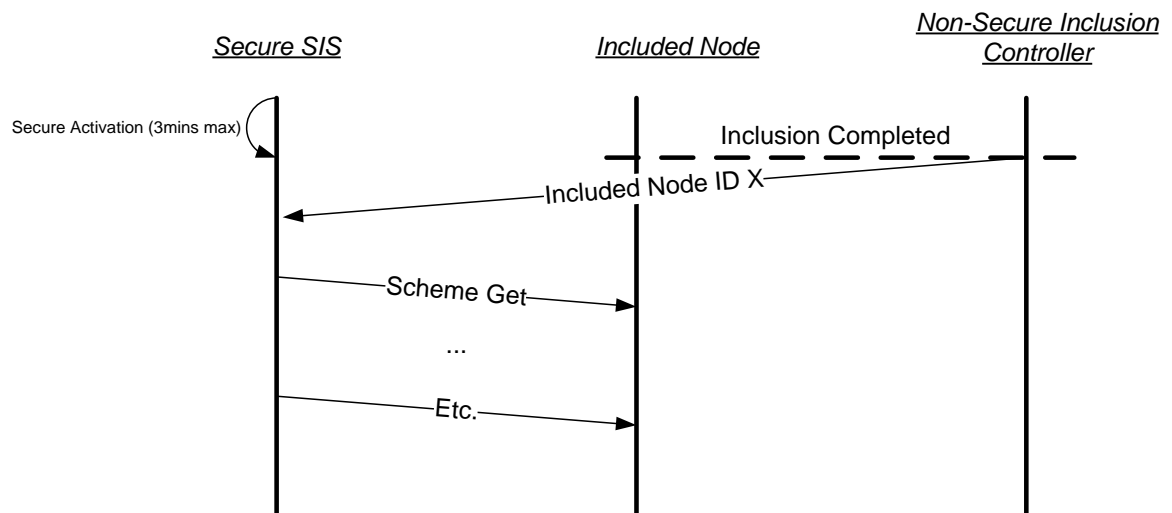 Secure SIS
Included Node
Non-Secure Inclusion
Controller
Secure Activation (3mins max)
Inclusion Completed
Included Node ID X
Scheme Get
...
Etc.